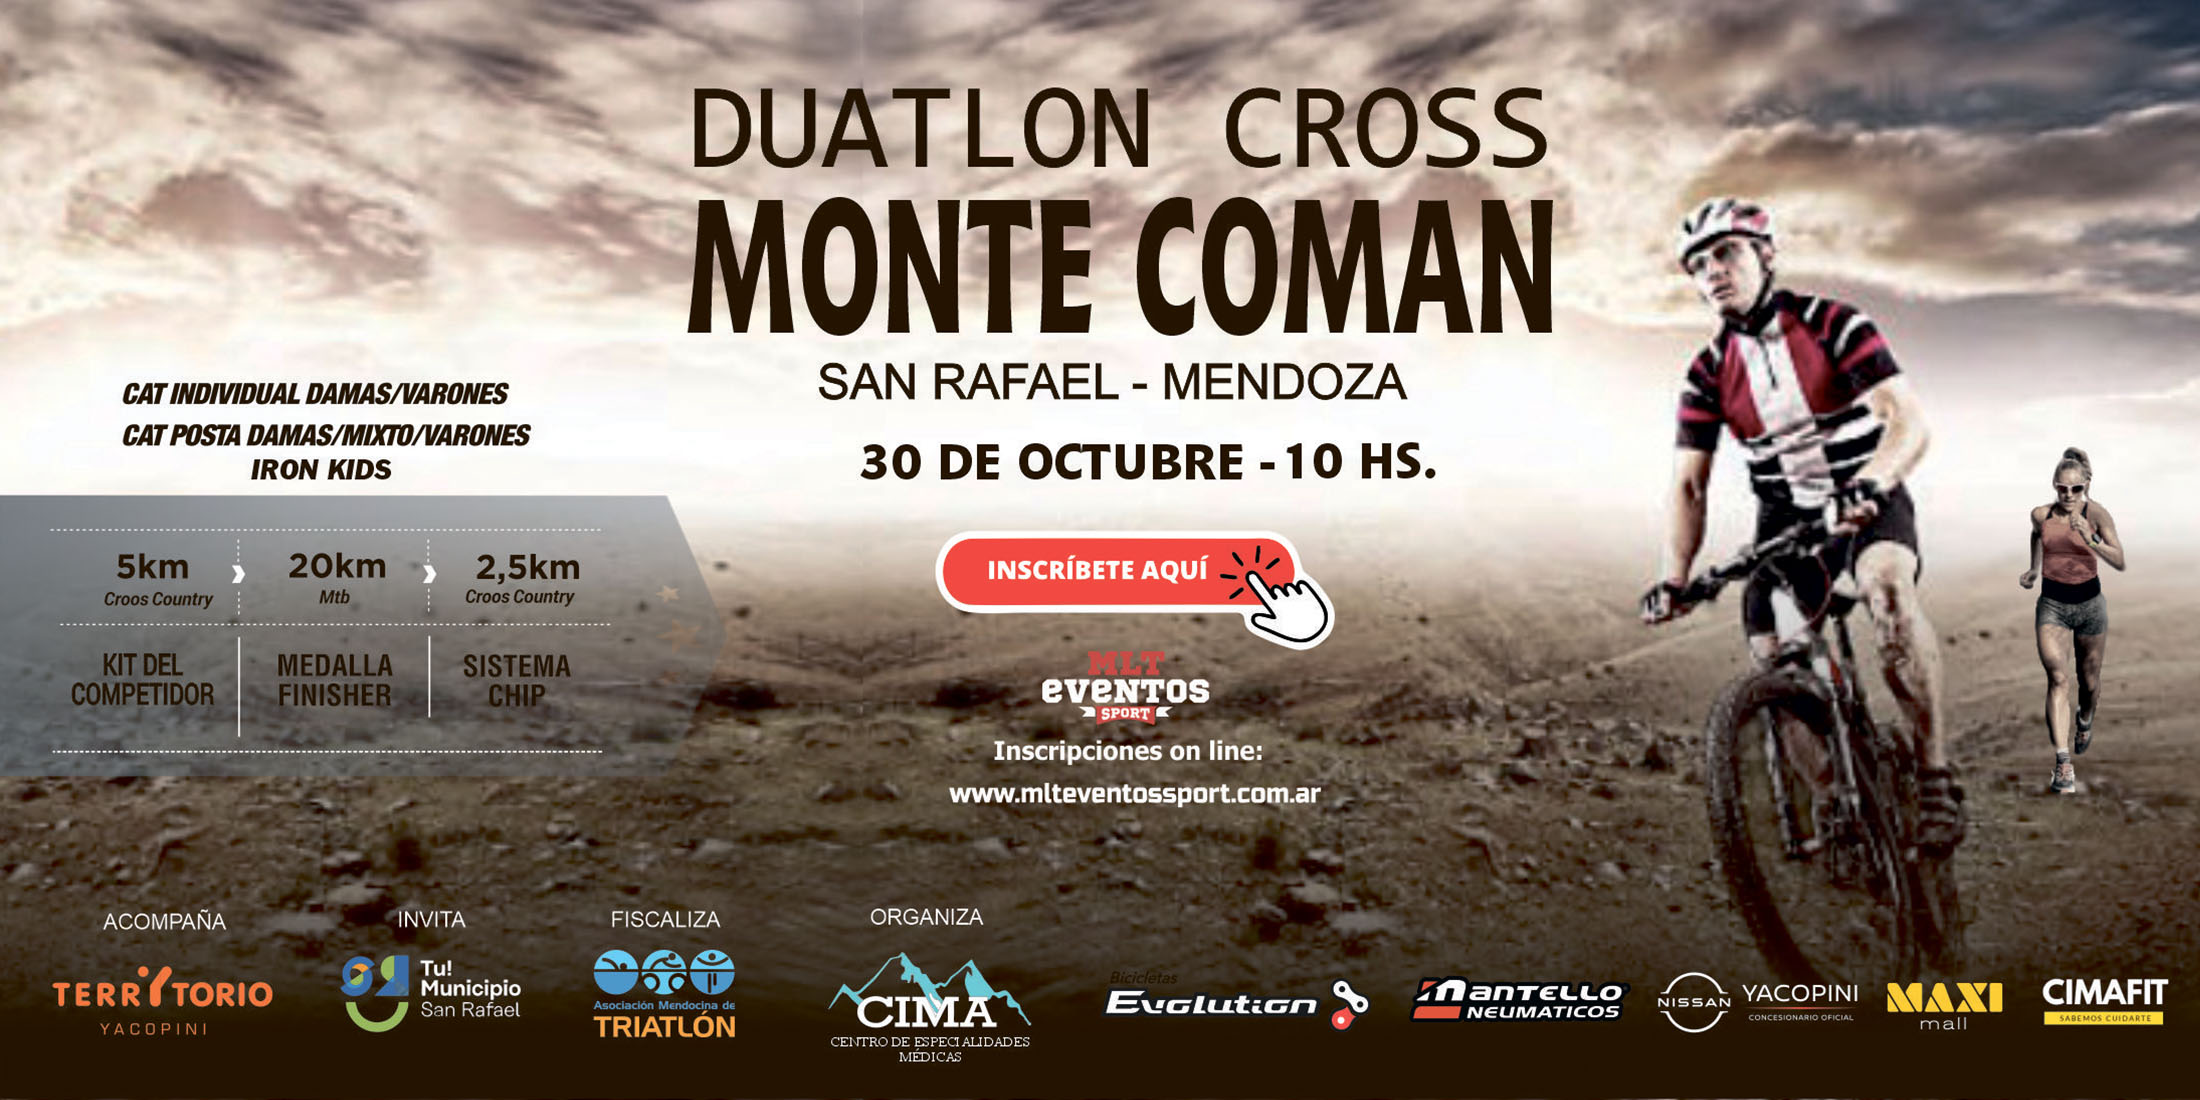 DUATLON CROSS
MONTE COMAN
SAN RAFAEL - MENDOZA
30 DE OCTUBRE - 10 HS.
CAT INDIVIDUAL DAMAS/VARONES
CAT POSTA DAMAS/MIXTO/VARONES
IRON KIDS
5km
Croos Country
20km
Mtb
2,5km
Croos Country
KIT DEL
COMPETIDOR
MEDALLA
FINISHER
SISTEMA
CHIP
INSCRÍBETE AQUÍ
MLT
eventos
SPORT
Inscripciones on line:
www.mlteventossport.com.ar
ACOMPAÑA
TERRITORIO
YACOPINI
INVITA
Tu!
Municipio
San Rafael
FISCALIZA
Asociación Mendocina de
TRIATLÓN
ORGANIZA
CIMA
CENTRO DE ESPECIALIDADES
MÉDICAS
Bicicletas
Evolution
mantello
NEUMATICOS
NISSAN
YACOPINI
CONCESIONARIO OFICIAL
MAXI
mall
CIMAFIT
SABEMOS CUIDARTE